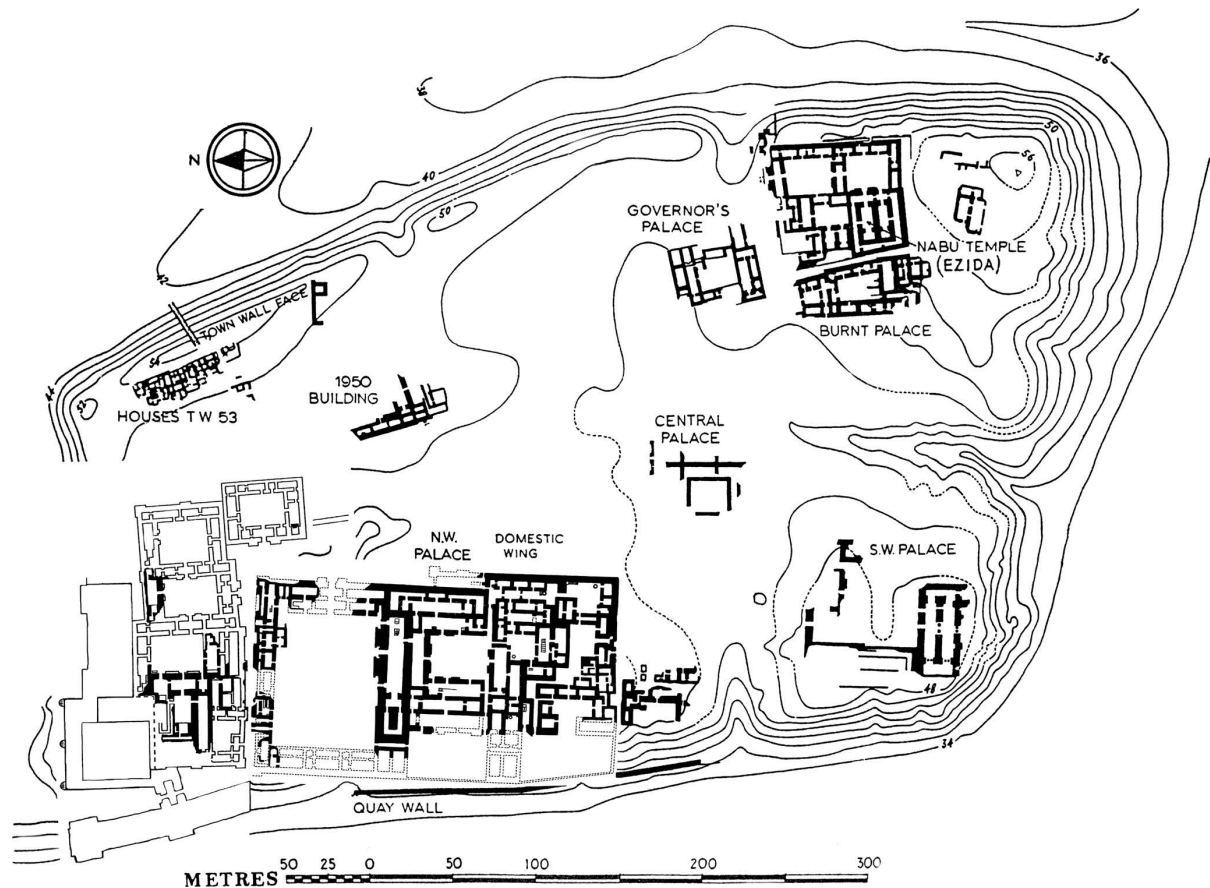 36
38
N
40
50
50
56
GOVERNOR'S
PALACE
NABU TEMPLE
(EZIDA)
42
TOWN WALL FACE
BURNT PALACE
54
44
52
HOUSES T W 53
1950
BUILDING
CENTRAL
PALACE
N.W.
PALACE
DOMESTIC
WING
S.W. PALACE
48
34
QUAY WALL
METRES 50 25 0 50 100 200 300